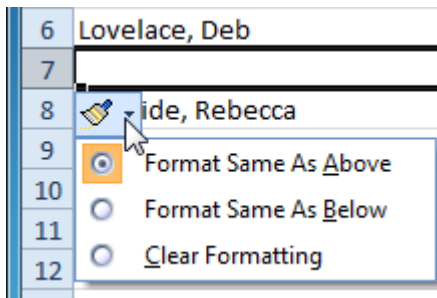 6 Lovelace, Deb
7
8 ide, Rebecca
9 Format Same As Above
10 Format Same As Below
11
12 Clear Formatting